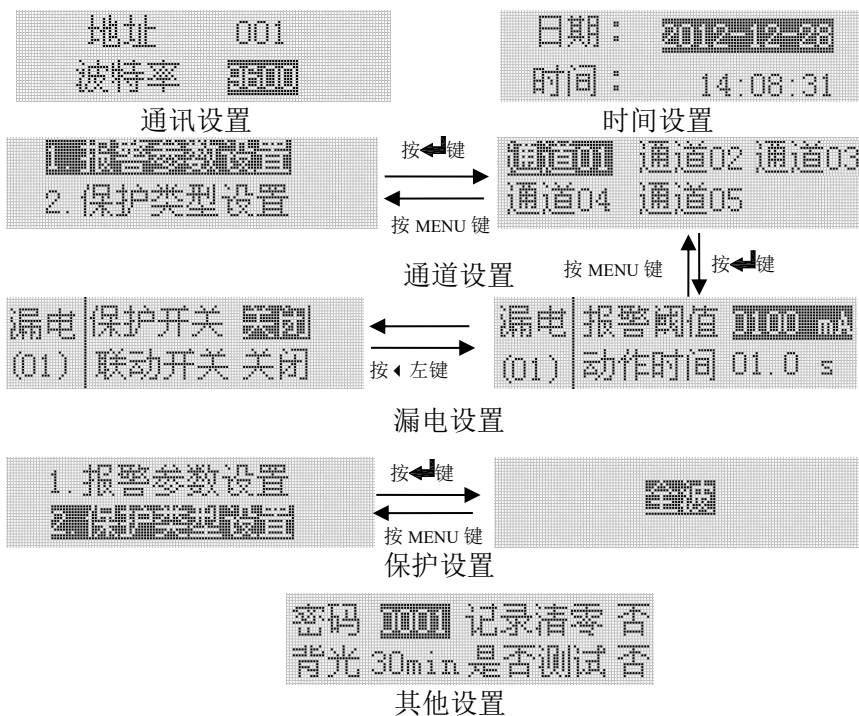 地址 001
波特率 9600
通讯设置
日期： 2012-12-28
时间： 14:08:31
时间设置
1.报警参数设置
2.保护类型设置
按键
按 MENU 键
通道01 通道02 通道03
通道04 通道05
通道设置
按 MENU 键
按键
漏电 保护开关 关闭
(01) 联动开关 关闭
按 左键
漏电 报警阈值 0100 mA
(01) 动作时间 01.0 s
漏电设置
1.报警参数设置
2.保护类型设置
按键
按 MENU 键
全波
保护设置
密码 0001 记录清零 否
背光 30min 是否测试 否
其他设置